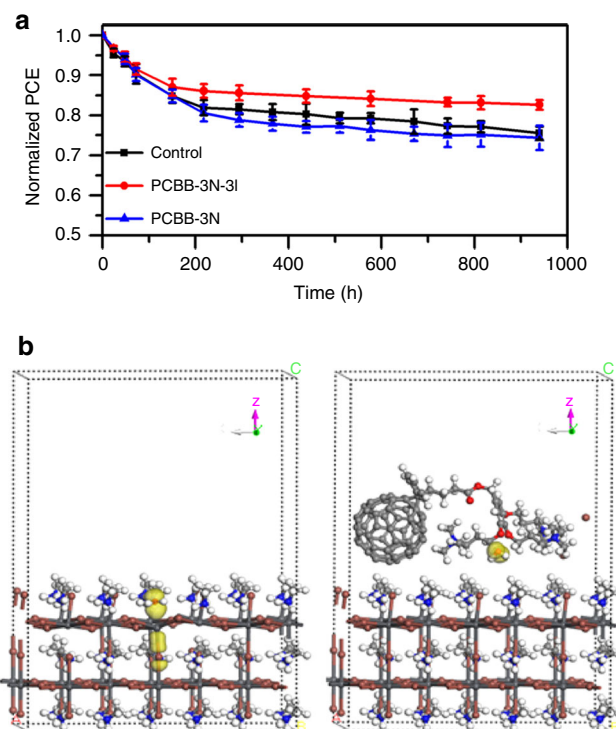 a
Normalized PCE
1.0
0.9
0.8
0.7
0.6
0.5
Control
PCBB-3N-3I
PCBB-3N
0
200
400
600
800
1000
Time (h)
b
C
z
C
z